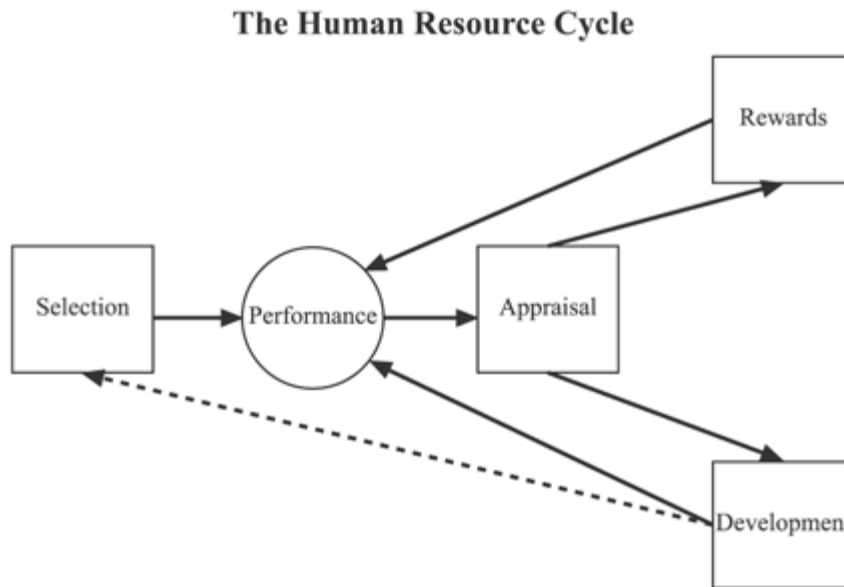 The Human Resource Cycle
Rewards
Selection
Performance
Appraisal
Developmen